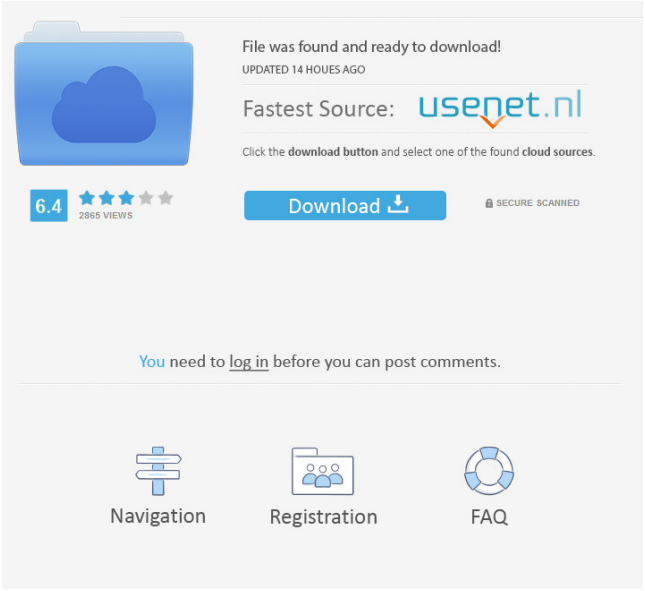 File was found and ready to download!
UPDATED 14 HOUES AGO
Fastest Source: usenet.nl
Click the download button and select one of the found cloud sources.
6.4
2865 VIEWS
Download
SECURE SCANNED
You need to log in before you can post comments.
Navigation
Registration
FAQ